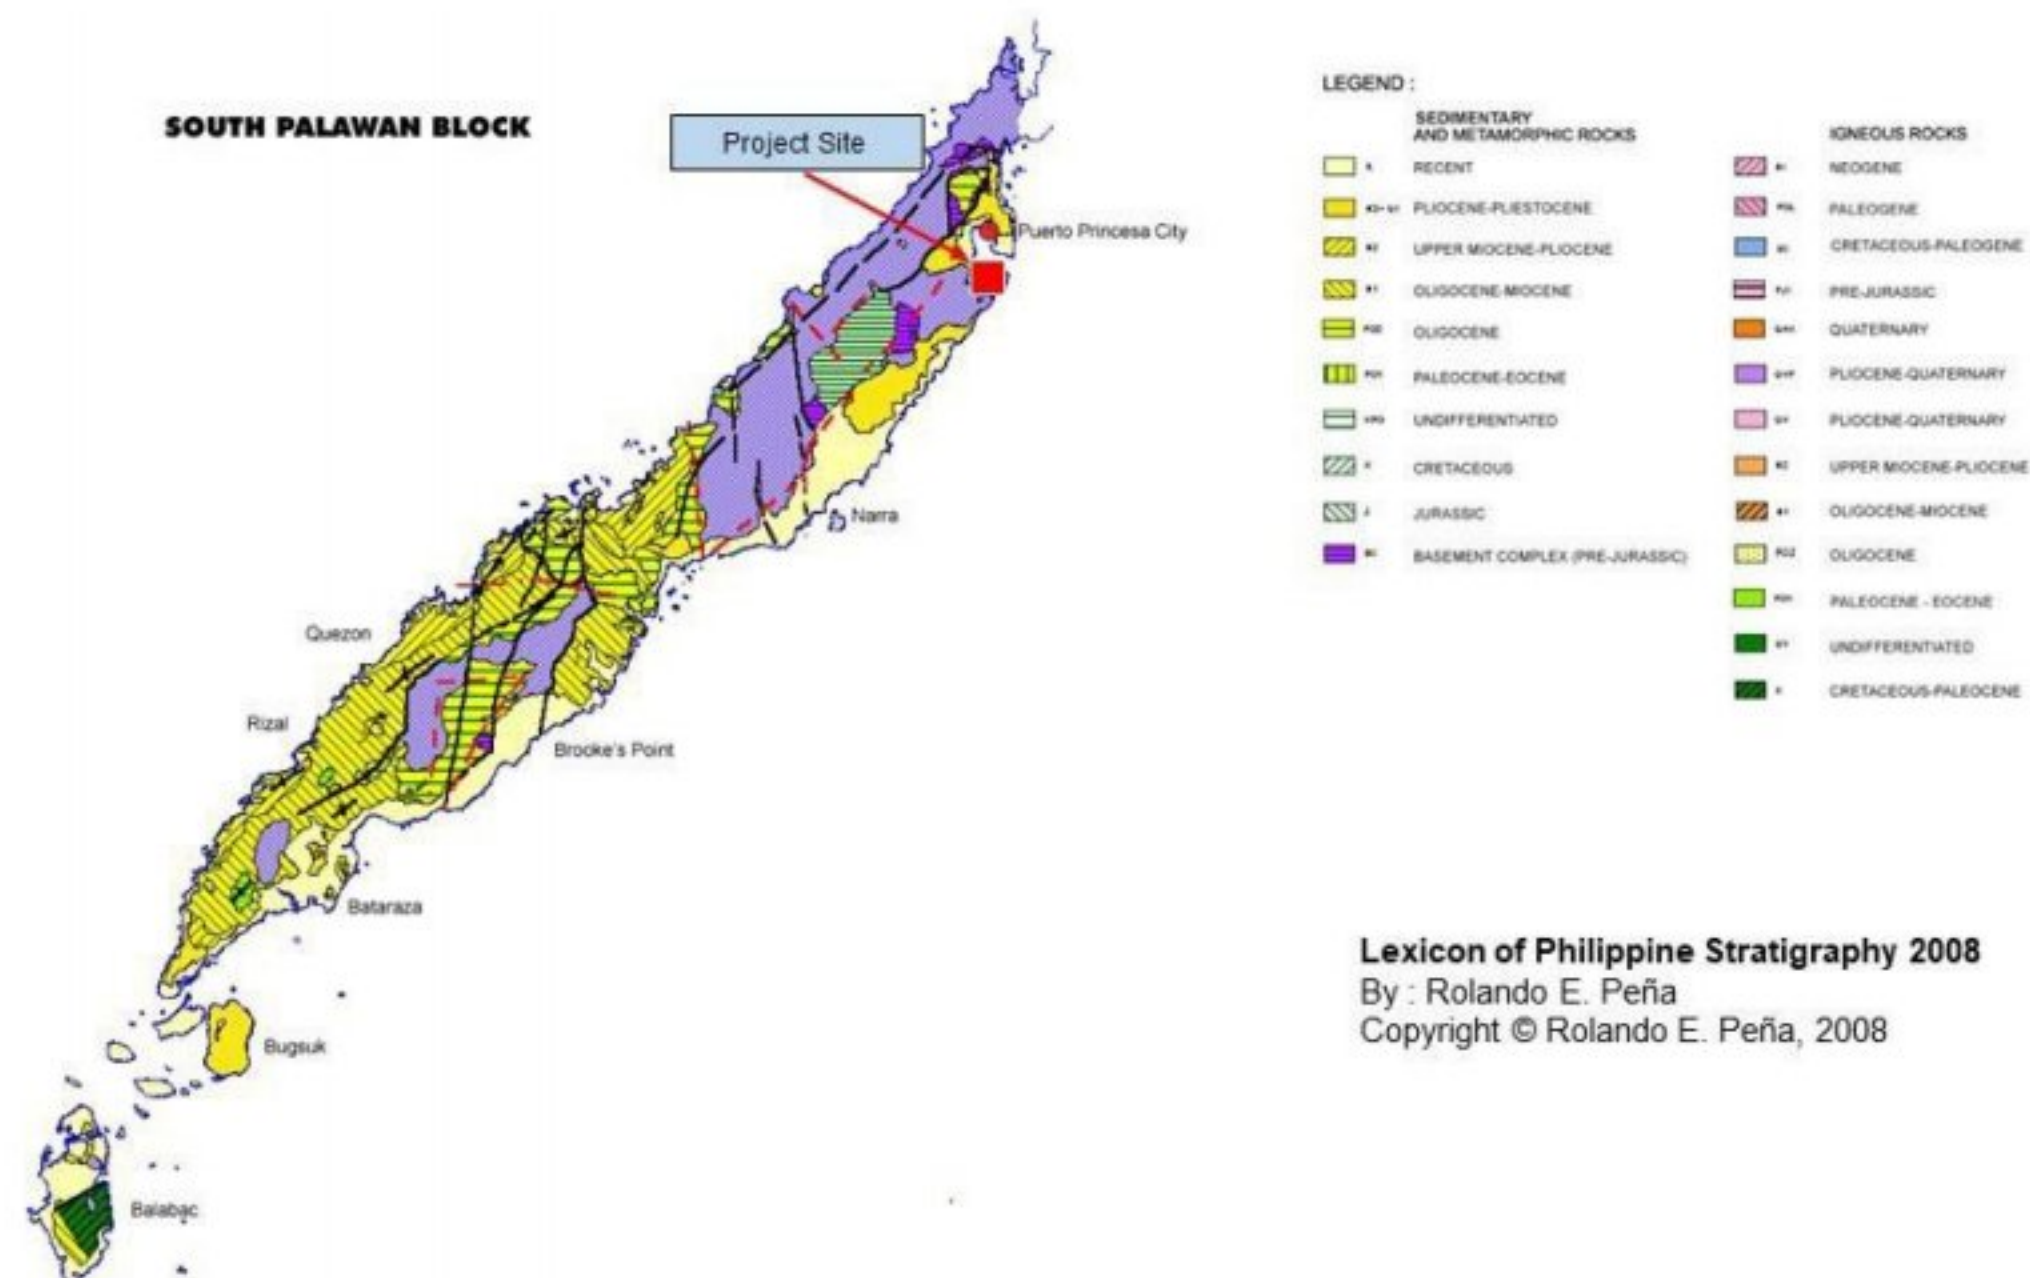 SOUTH PALAWAN BLOCK
Project Site
Puerto Princesa City
Narra
Quezon
Rizal
Brooke's Point
Bataraza
Bugsuk
Balabac
LEGEND :
SEDIMENTARY
AND METAMORPHIC ROCKS
RECENT
PLIOCENE-PLIESTOCENE
UPPER MIOCENE-PLIOCENE
OLIGOCENE-MIOCENE
OLIGOCENE
PALEOCENE-EOCENE
UNDIFFERENTIATED
CRETACEOUS
JURASSIC
BASEMENT COMPLEX (PRE-JURASSIC)
IGNEOUS ROCKS
NEOGENE
PALEOGENE
CRETACEOUS-PALEOGENE
PRE-JURASSIC
QUATERNARY
PLIOCENE-QUATERNARY
PLIOCENE-QUATERNARY
UPPER MIOCENE-PLIOCENE
OLIGOCENE-MIOCENE
OLIGOCENE
PALEOCENE - EOCENE
UNDIFFERENTIATED
CRETACEOUS-PALEOCENE
Lexicon of Philippine Stratigraphy 2008
By : Rolando E. Peña
Copyright © Rolando E. Peña, 2008